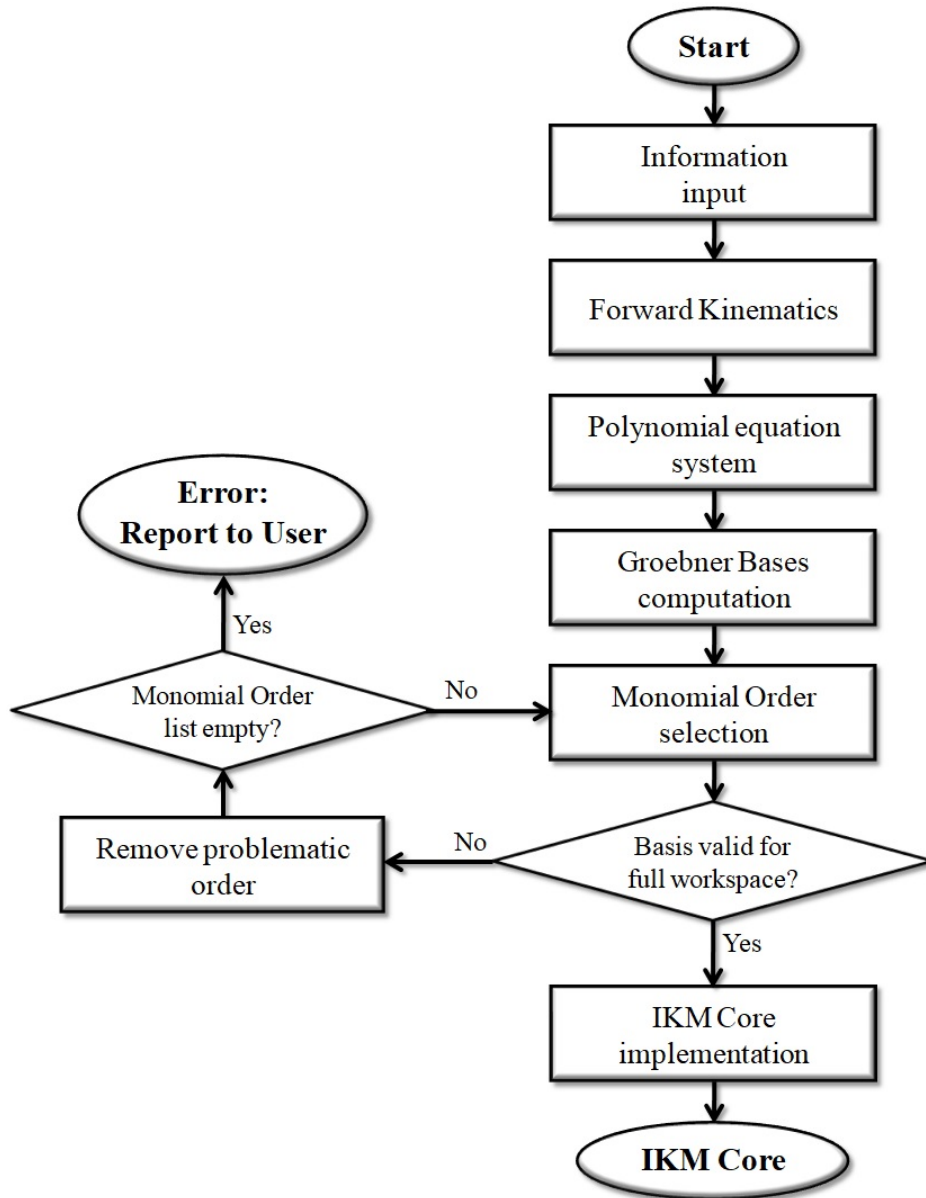 Start
Information
input
Forward Kinematics
Polynomial equation
system
Error:
Report to User
Groebner Bases
computation
Yes
Monomial Order
list empty?
No
Monomial Order
selection
Remove problematic
order
No
Basis valid for
full workspace?
Yes
IKM Core
implementation
IKM Core